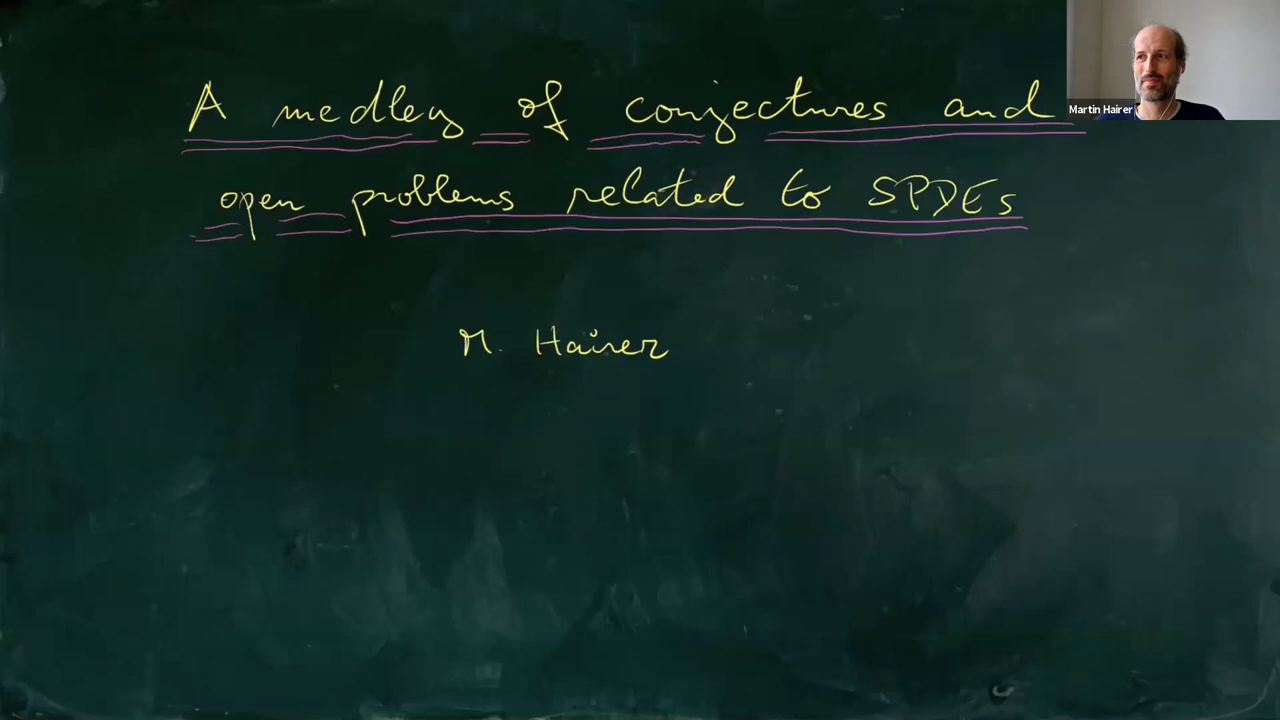 A medley of conjectures and
Martin Hairer
open problems related to SPDEs
M. Hairer